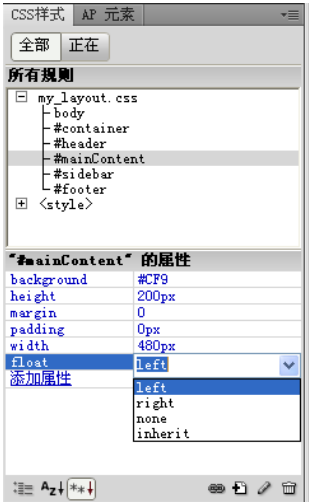 CSS样式 AP 元素
全部 正在
所有规则
my_layout.css
body
#container
#header
#mainContent
#sidebar
#footer
<style>
"#mainContent" 的属性
background #CF9
height 200px
margin 0
padding 0px
width 480px
float left
添加属性
left
right
none
inherit
Az↓ **↓